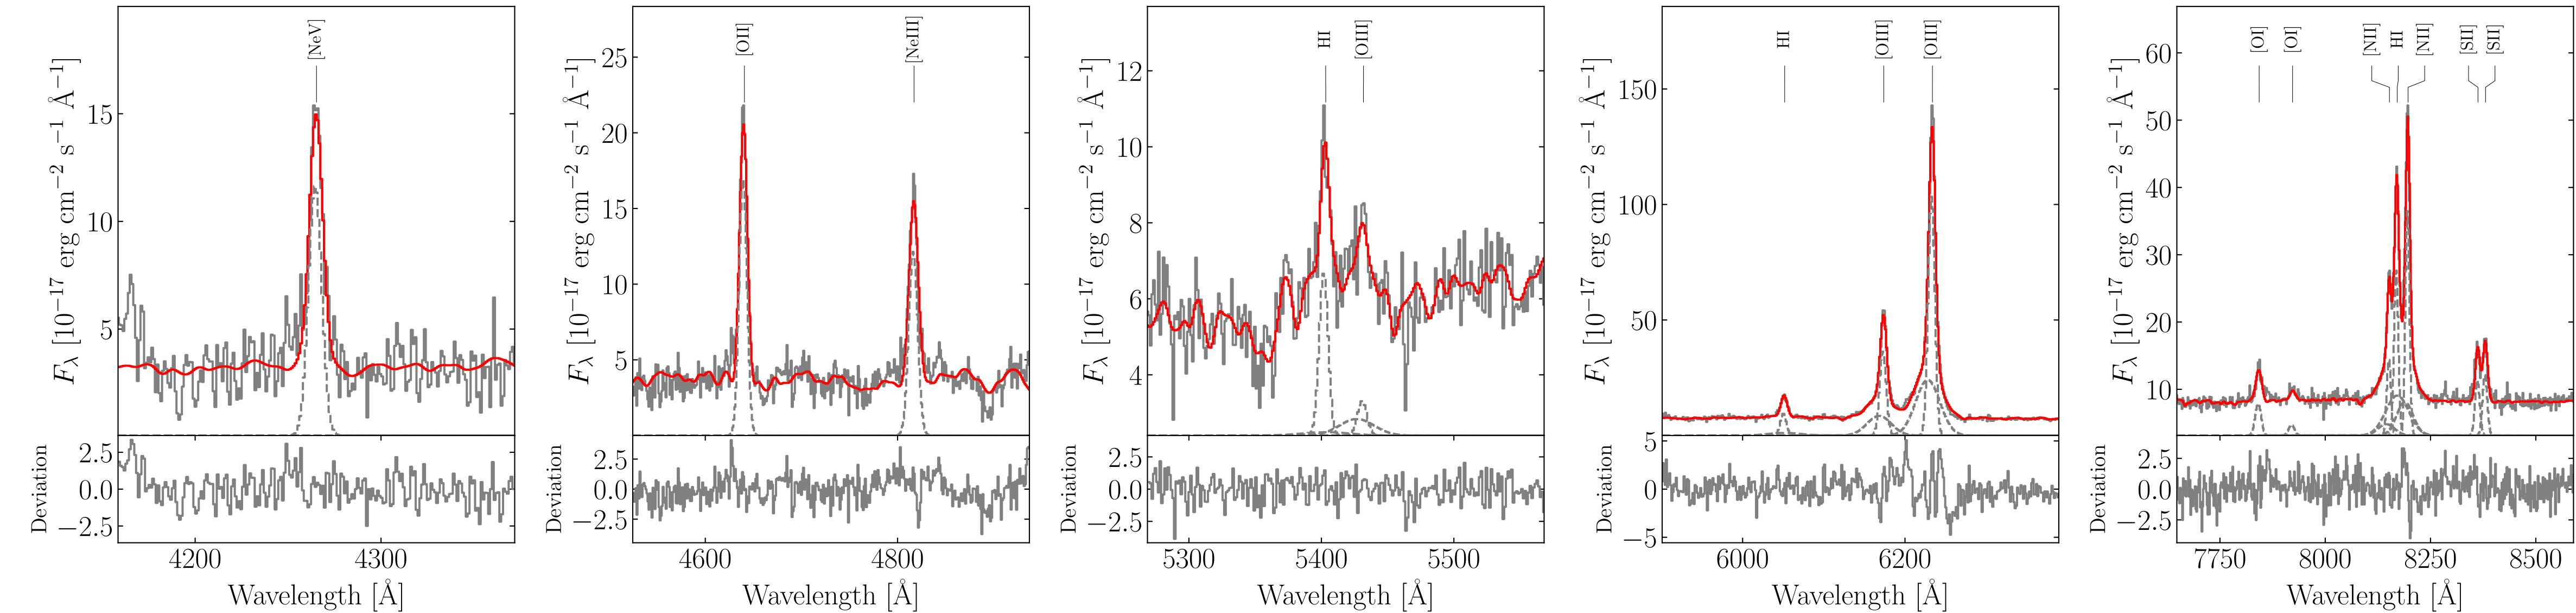 [NeV]
15
10
5
F_λ [10^−17 erg cm^−2 s^−1 Å^−1]
2.5
0.0
−2.5
Deviation
4200 4300
Wavelength [Å]
[OII] [NeIII]
25
20
15
10
5
F_λ [10^−17 erg cm^−2 s^−1 Å^−1]
2.5
0.0
−2.5
Deviation
4600 4800
Wavelength [Å]
HI [OIII]
12
10
8
6
4
F_λ [10^−17 erg cm^−2 s^−1 Å^−1]
2.5
0.0
−2.5
Deviation
5300 5400 5500
Wavelength [Å]
HI [OIII] [OIII]
150
100
50
F_λ [10^−17 erg cm^−2 s^−1 Å^−1]
5
0
−5
Deviation
6000 6200
Wavelength [Å]
[OI] [OI] [NII] HI [NII] [SII] [SII]
60
50
40
30
20
10
F_λ [10^−17 erg cm^−2 s^−1 Å^−1]
2.5
0.0
−2.5
Deviation
7750 8000 8250 8500
Wavelength [Å]